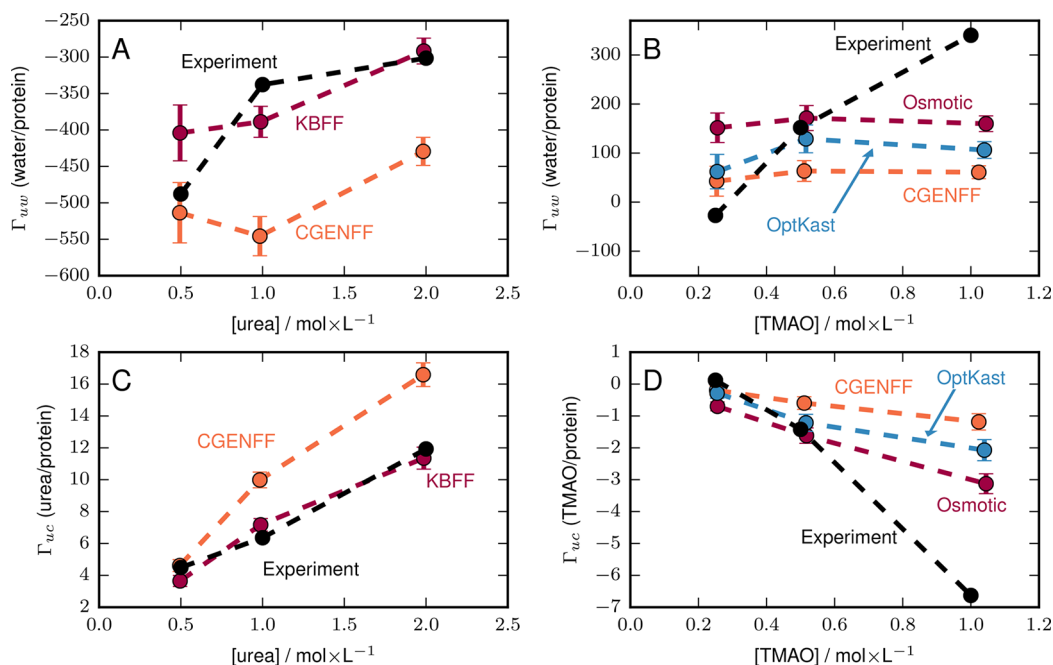 A
Γuw (water/protein)
−250
−300
−350
−400
−450
−500
−550
−600
Experiment
KBFF
CGENFF
0.0 0.5 1.0 1.5 2.0 2.5
[urea] / mol×L−1
B
Γuw (water/protein)
300
200
100
0
−100
Experiment
Osmotic
CGENFF
OptKast
0.0 0.2 0.4 0.6 0.8 1.0 1.2
[TMAO] / mol×L−1
C
Γuc (urea/protein)
18
16
14
12
10
8
6
4
2
CGENFF
KBFF
Experiment
0.0 0.5 1.0 1.5 2.0 2.5
[urea] / mol×L−1
D
Γuc (TMAO/protein)
1
0
−1
−2
−3
−4
−5
−6
−7
OptKast
CGENFF
Osmotic
Experiment
0.0 0.2 0.4 0.6 0.8 1.0 1.2
[TMAO] / mol×L−1